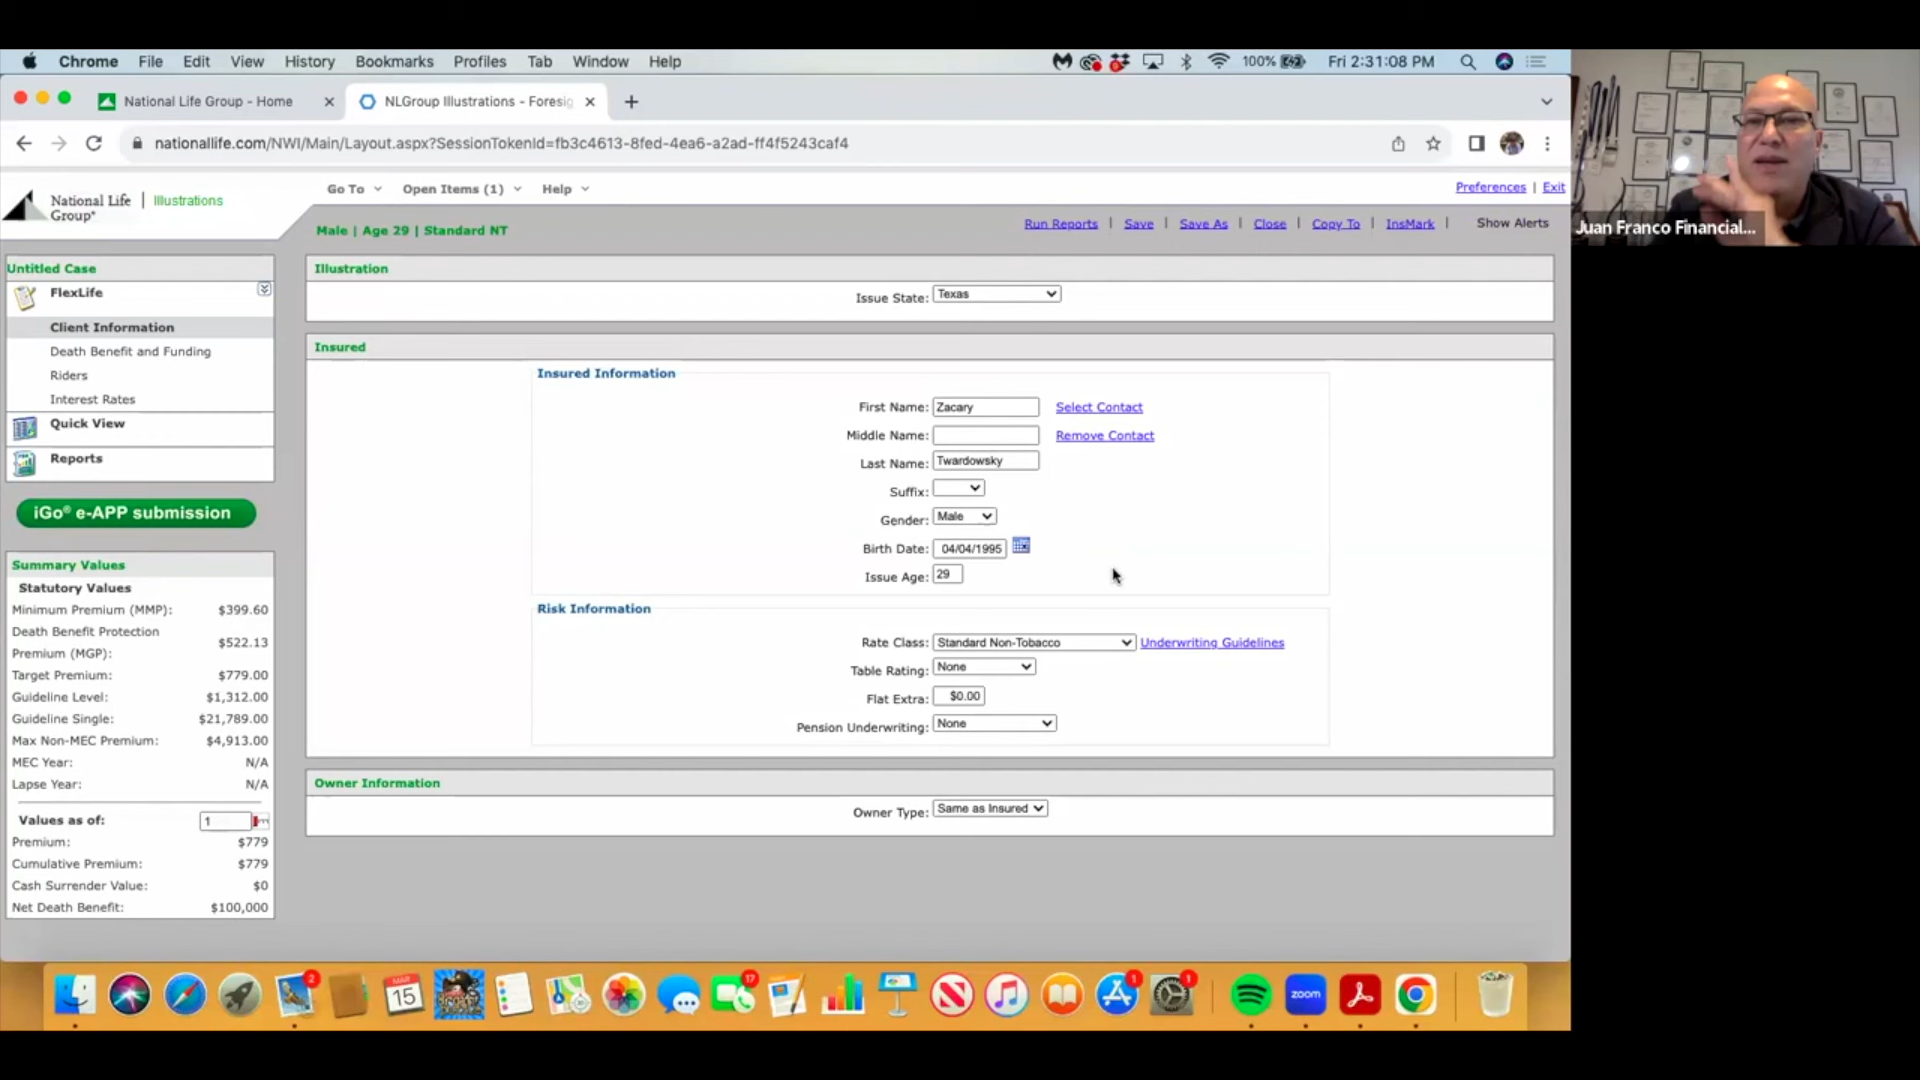 Chrome File Edit View History Bookmarks Profiles Tab Window Help 100% Fri 2:31:08 PM
National Life Group - Home NLGroup Illustrations - Foresig
nationallife.com/NWI/Main/Layout.aspx?SessionTokenId=fb3c4613-8fed-4ea6-a2ad-ff4f5243caf4
National Life Group® | Illustrations
Go To Open Items (1) Help
Preferences | Exit
Male | Age 29 | Standard NT
Run Reports | Save | Save As | Close | Copy To | InsMark | Show Alerts
Juan Franco Financial...
Untitled Case
FlexLife
Client Information
Death Benefit and Funding
Riders
Interest Rates
Quick View
Reports
iGo® e-APP submission
Summary Values
Statutory Values
Minimum Premium (MMP): $399.60
Death Benefit Protection
Premium (MGP): $522.13
Target Premium: $779.00
Guideline Level: $1,312.00
Guideline Single: $21,789.00
Max Non-MEC Premium: $4,913.00
MEC Year: N/A
Lapse Year: N/A
Values as of: 1
Premium: $779
Cumulative Premium: $779
Cash Surrender Value: $0
Net Death Benefit: $100,000
Illustration
Issue State: Texas
Insured
Insured Information
First Name: Zacary Select Contact
Middle Name: Remove Contact
Last Name: Twardowsky
Suffix:
Gender: Male
Birth Date: 04/04/1995
Issue Age: 29
Risk Information
Rate Class: Standard Non-Tobacco Underwriting Guidelines
Table Rating: None
Flat Extra: $0.00
Pension Underwriting: None
Owner Information
Owner Type: Same as Insured
2
MAR
15
17
1
1
zoom